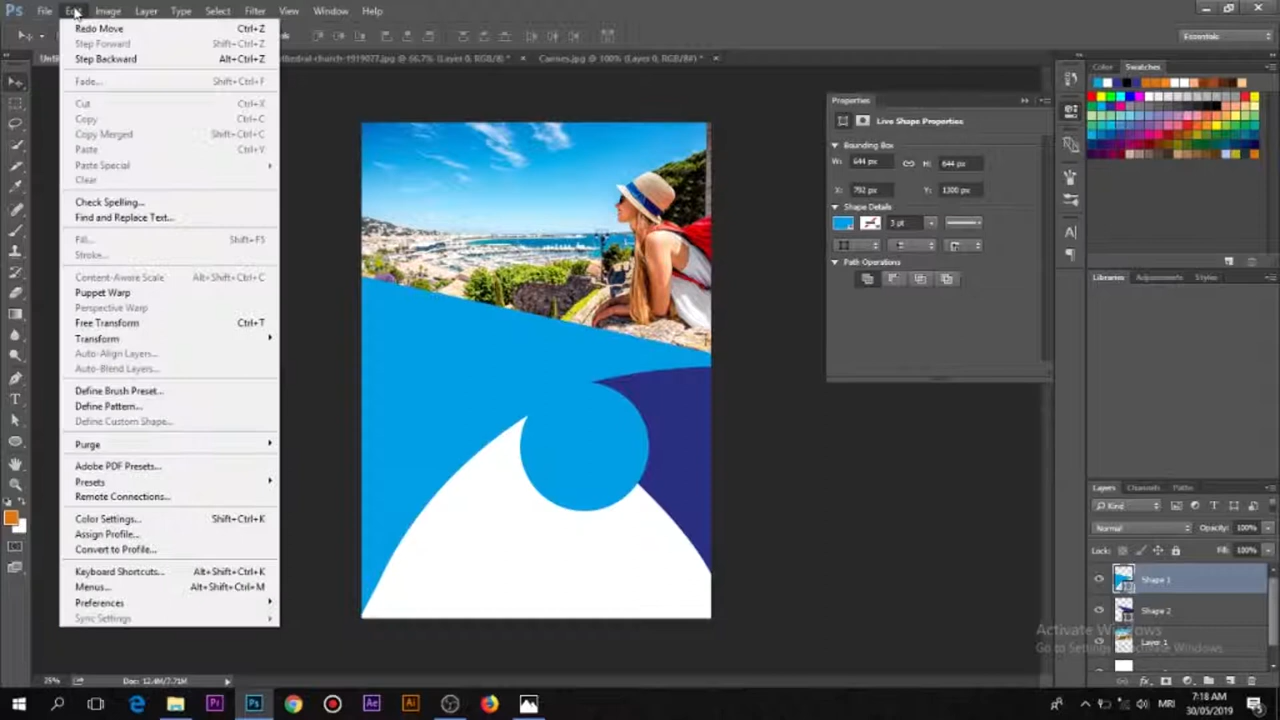 Ps File Edit Image Layer Type Select Filter View Window Help
Essentials
Redo Move Ctrl+Z
Step Forward Shift+Ctrl+Z
Step Backward Alt+Ctrl+Z
Fade... Shift+Ctrl+F
Cut Ctrl+X
Copy Ctrl+C
Copy Merged Shift+Ctrl+C
Paste Ctrl+V
Paste Special
Clear
Check Spelling...
Find and Replace Text...
Fill... Shift+F5
Stroke...
Content-Aware Scale Alt+Shift+Ctrl+C
Puppet Warp
Perspective Warp
Free Transform Ctrl+T
Transform
Auto-Align Layers...
Auto-Blend Layers...
Define Brush Preset...
Define Pattern...
Define Custom Shape...
Purge
Adobe PDF Presets...
Presets
Remote Connections...
Color Settings... Shift+Ctrl+K
Assign Profile...
Convert to Profile...
Keyboard Shortcuts... Alt+Shift+Ctrl+K
Menus... Alt+Shift+Ctrl+M
Preferences
Sync Settings
@ 66.7% (Layer 0, RGB/8) * × Cannes.jpg @ 100% (Layer 0, RGB/8#) * ×
Properties
Live Shape Properties
Bounding Box
W: 644 px H: 644 px
X: 792 px Y: 1300 px
Shape Details
3 pt
Path Operations
Color Swatches
Libraries Adjustments Styles
Layers Channels Paths
Kind
Normal Opacity: 100%
Lock: Fill: 100%
Shape 1
Shape 2
Layer 1
Activate Windows
Go to Settings to activate Windows.
25% Doc: 12.4M/7.71M
Pr Ps Ae Ai
MRI
7:18 AM
30/05/2019